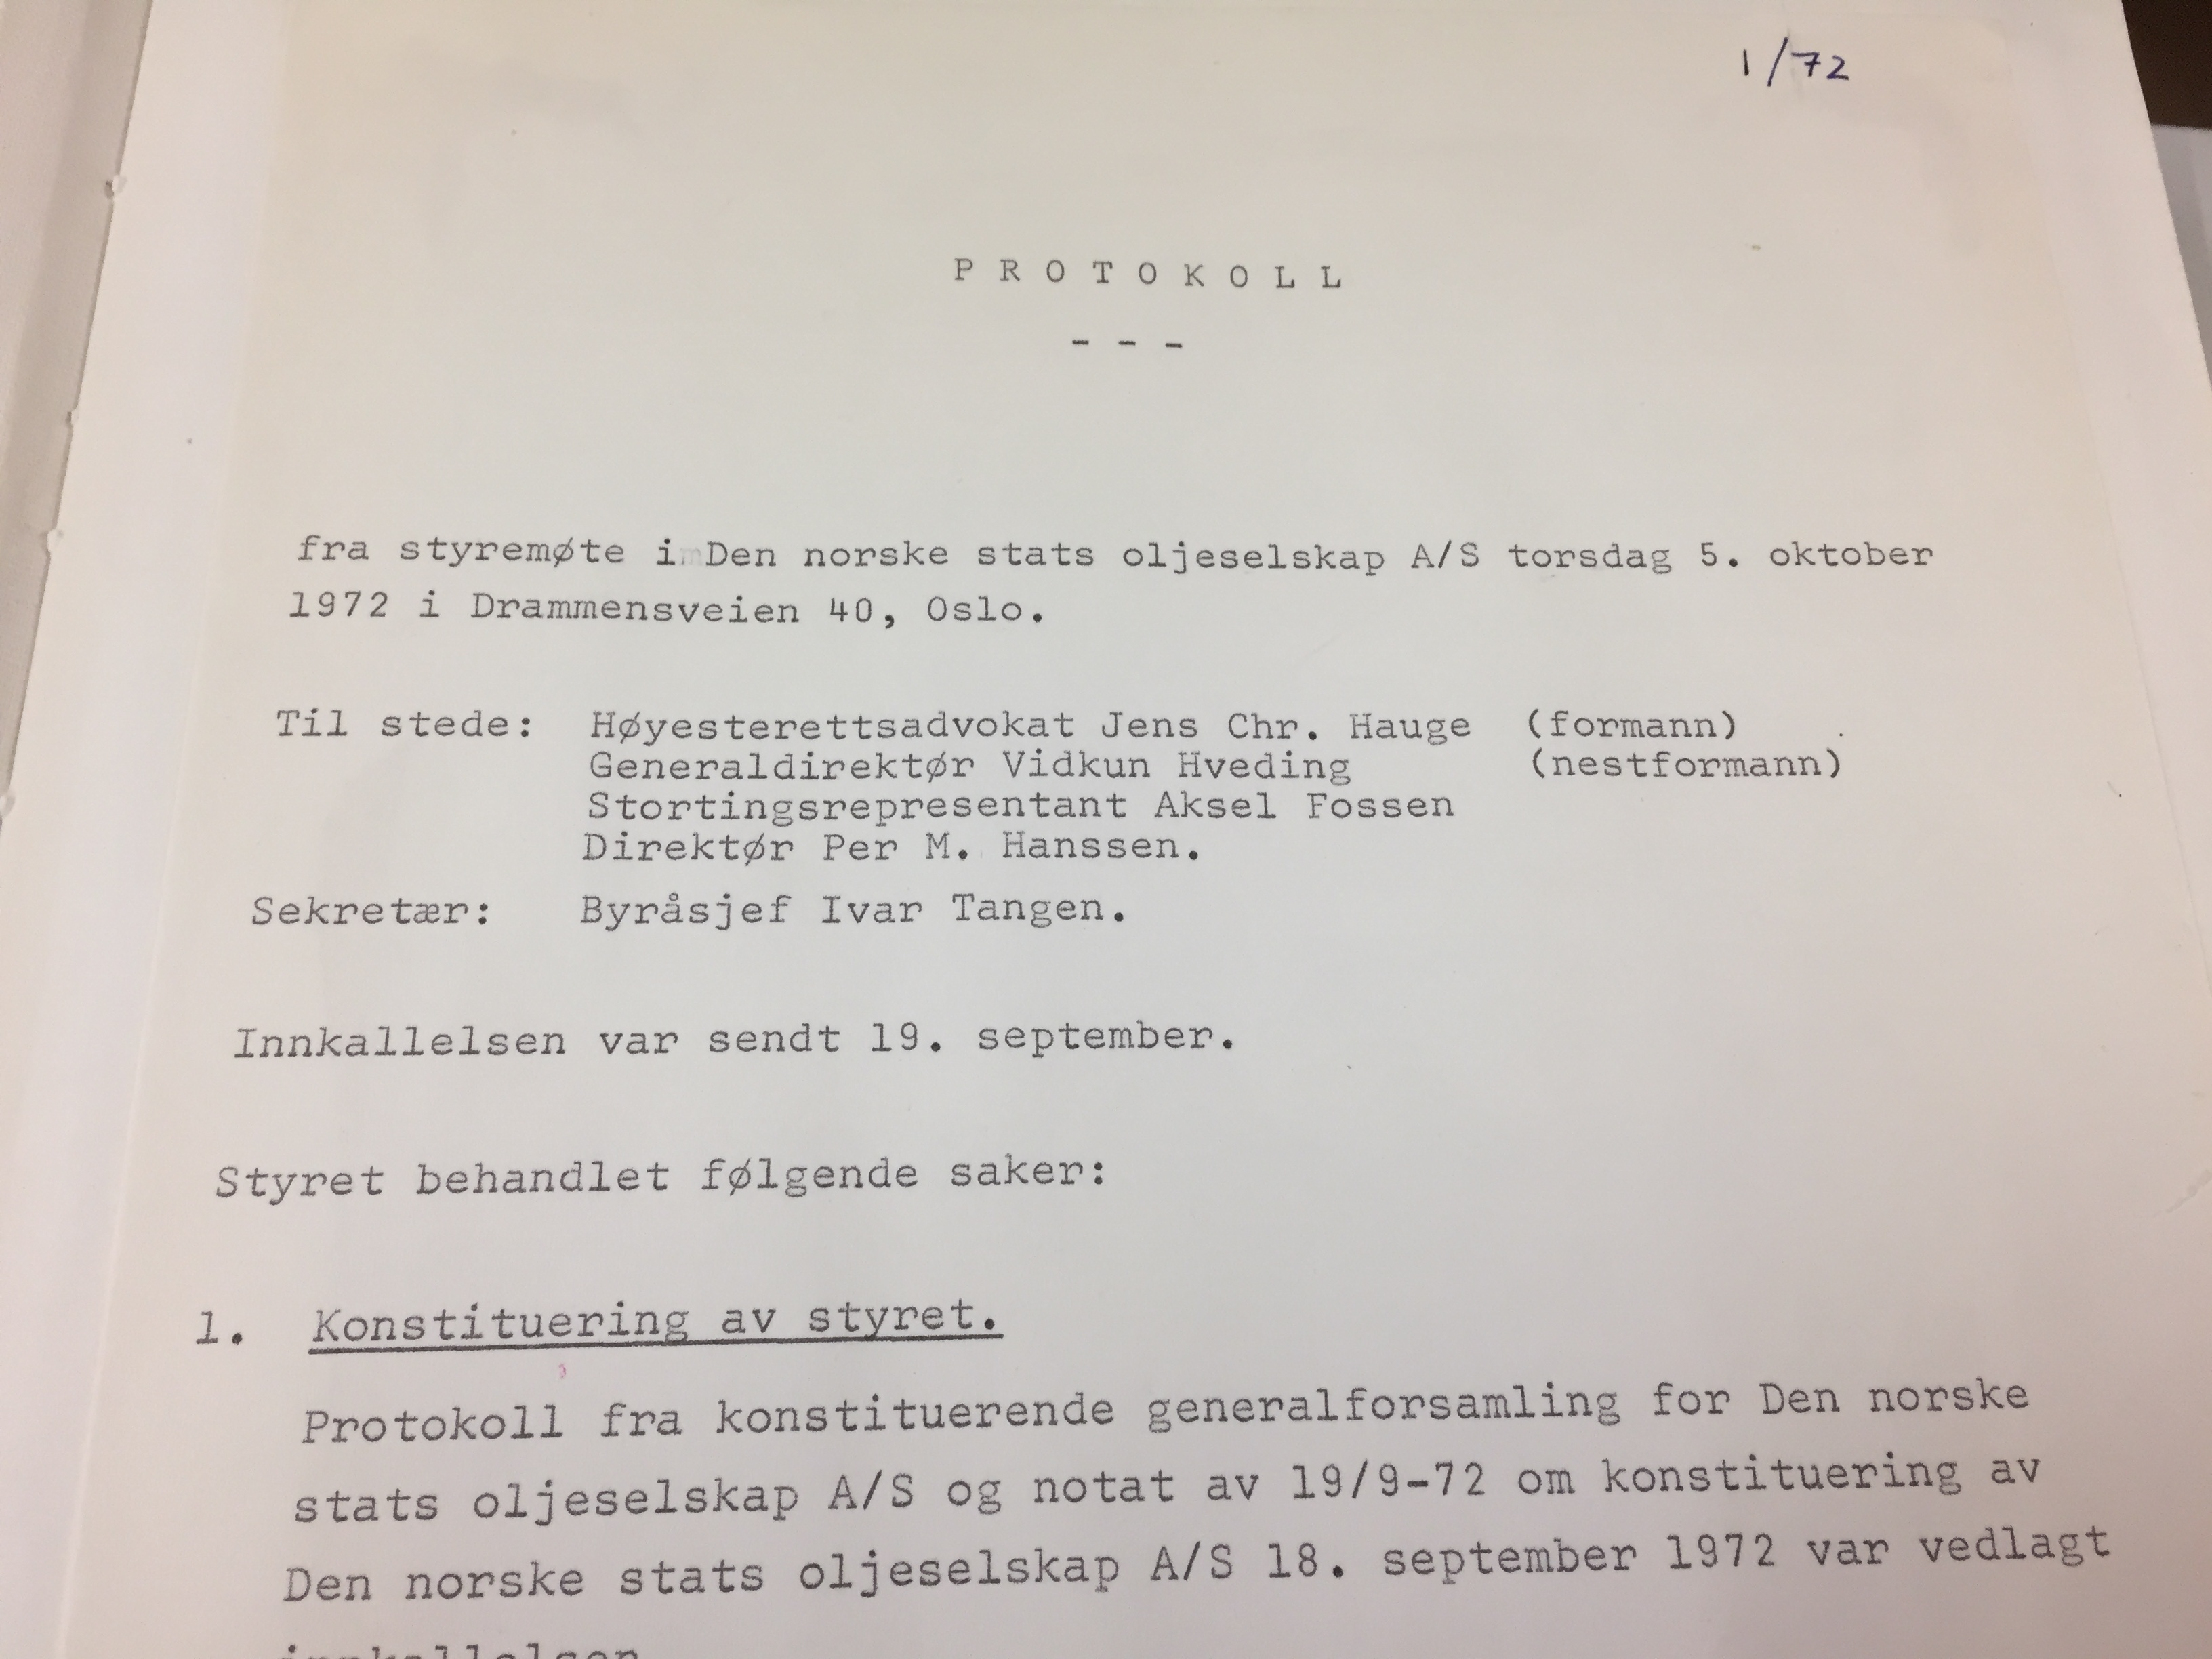 1/72
PROTOKOLL
---
fra styremøte i Den norske stats oljeselskap A/S torsdag 5. oktober
1972 i Drammensveien 40, Oslo.
Til stede: Høyesterettsadvokat Jens Chr. Hauge (formann)
Generaldirektør Vidkun Hveding (nestformann)
Stortingsrepresentant Aksel Fossen
Direktør Per M. Hanssen.
Sekretær: Byråsjef Ivar Tangen.
Innkallelsen var sendt 19. september.
Styret behandlet følgende saker:
1. Konstituering av styret.
Protokoll fra konstituerende generalforsamling for Den norske
stats oljeselskap A/S og notat av 19/9-72 om konstituering av
Den norske stats oljeselskap A/S 18. september 1972 var vedlagt
innkallelsen